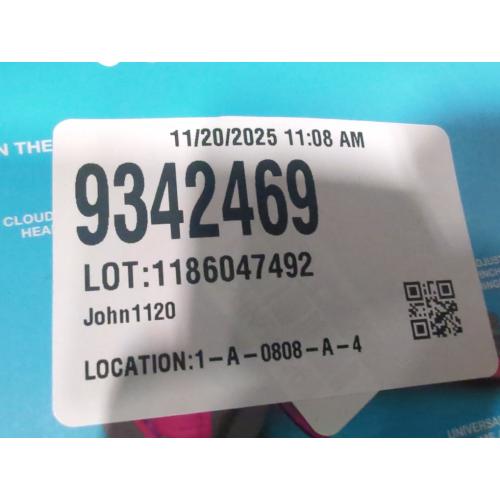 11/20/2025 11:08 AM
N THE
9342469
CLOUD
HEA
LOT:1186047492
John1120
LOCATION:1-A-0808-A-4
UNIVERSA